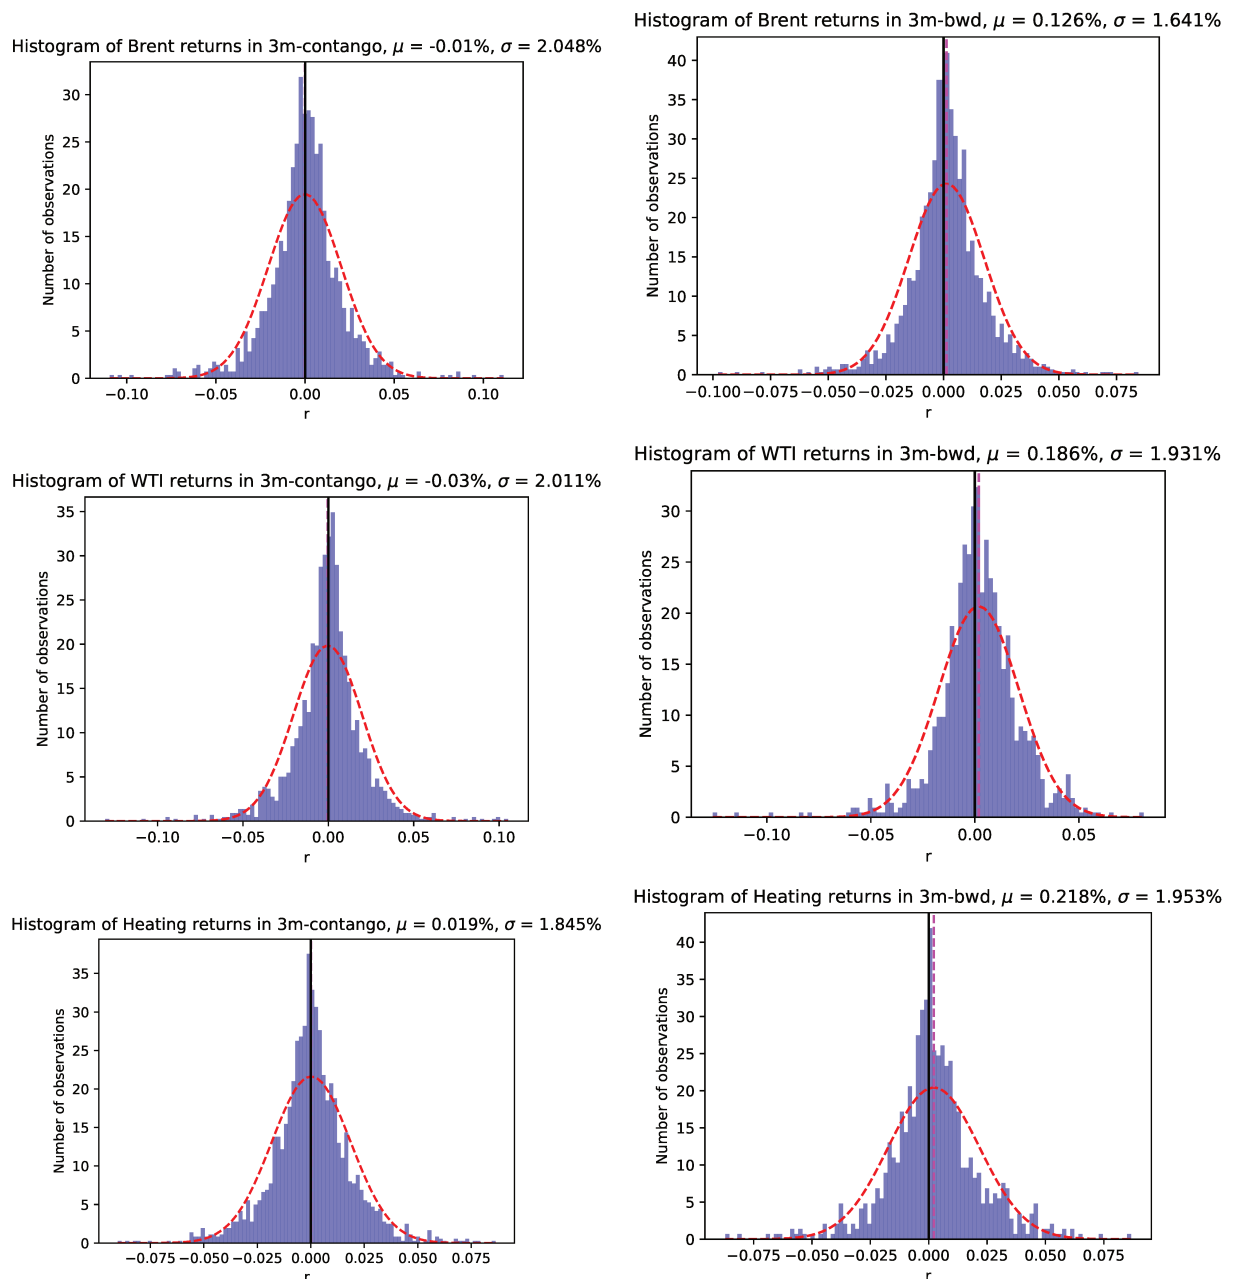 Histogram of Brent returns in 3m-contango, μ = -0.01%, σ = 2.048%
30
25
20
15
10
5
0
Number of observations
−0.10 −0.05 0.00 0.05 0.10
r
Histogram of Brent returns in 3m-bwd, μ = 0.126%, σ = 1.641%
40
35
30
25
20
15
10
5
0
Number of observations
−0.100 −0.075 −0.050 −0.025 0.000 0.025 0.050 0.075
r
Histogram of WTI returns in 3m-contango, μ = -0.03%, σ = 2.011%
35
30
25
20
15
10
5
0
Number of observations
−0.10 −0.05 0.00 0.05 0.10
r
Histogram of WTI returns in 3m-bwd, μ = 0.186%, σ = 1.931%
30
25
20
15
10
5
0
Number of observations
−0.10 −0.05 0.00 0.05
r
Histogram of Heating returns in 3m-contango, μ = 0.019%, σ = 1.845%
35
30
25
20
15
10
5
0
Number of observations
−0.075 −0.050 −0.025 0.000 0.025 0.050 0.075
r
Histogram of Heating returns in 3m-bwd, μ = 0.218%, σ = 1.953%
40
35
30
25
20
15
10
5
0
Number of observations
−0.075 −0.050 −0.025 0.000 0.025 0.050 0.075
r